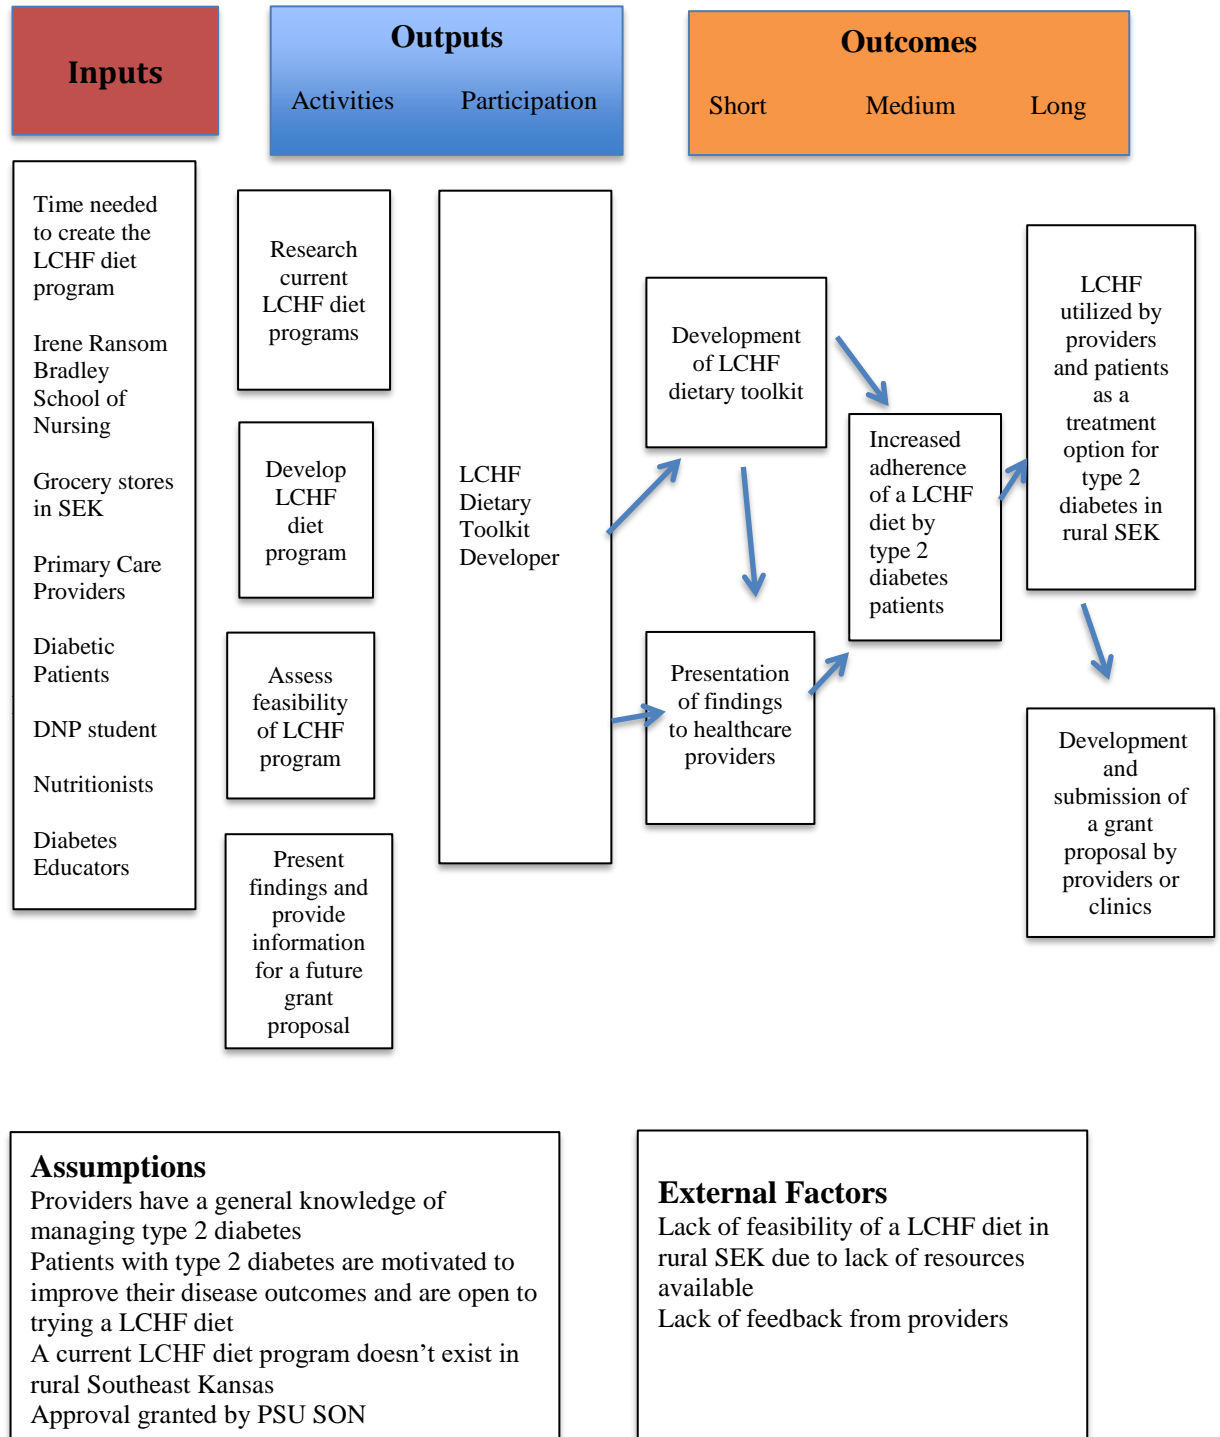 Inputs
Outputs
Activities Participation
Outcomes
Short Medium Long
Time needed
to create the
LCHF diet
program
Irene Ransom
Bradley
School of
Nursing
Grocery stores
in SEK
Primary Care
Providers
Diabetic
Patients
DNP student
Nutritionists
Diabetes
Educators
Research
current
LCHF diet
programs
Develop
LCHF
diet
program
Assess
feasibility
of LCHF
program
Present
findings and
provide
information
for a future
grant
proposal
LCHF
Dietary
Toolkit
Developer
Development
of LCHF
dietary toolkit
Presentation
of findings
to healthcare
providers
Increased
adherence
of a LCHF
diet by
type 2
diabetes
patients
LCHF
utilized by
providers
and patients
as a
treatment
option for
type 2
diabetes in
rural SEK
Development
and
submission of
a grant
proposal by
providers or
clinics
Assumptions
Providers have a general knowledge of
managing type 2 diabetes
Patients with type 2 diabetes are motivated to
improve their disease outcomes and are open to
trying a LCHF diet
A current LCHF diet program doesn’t exist in
rural Southeast Kansas
Approval granted by PSU SON
External Factors
Lack of feasibility of a LCHF diet in
rural SEK due to lack of resources
available
Lack of feedback from providers